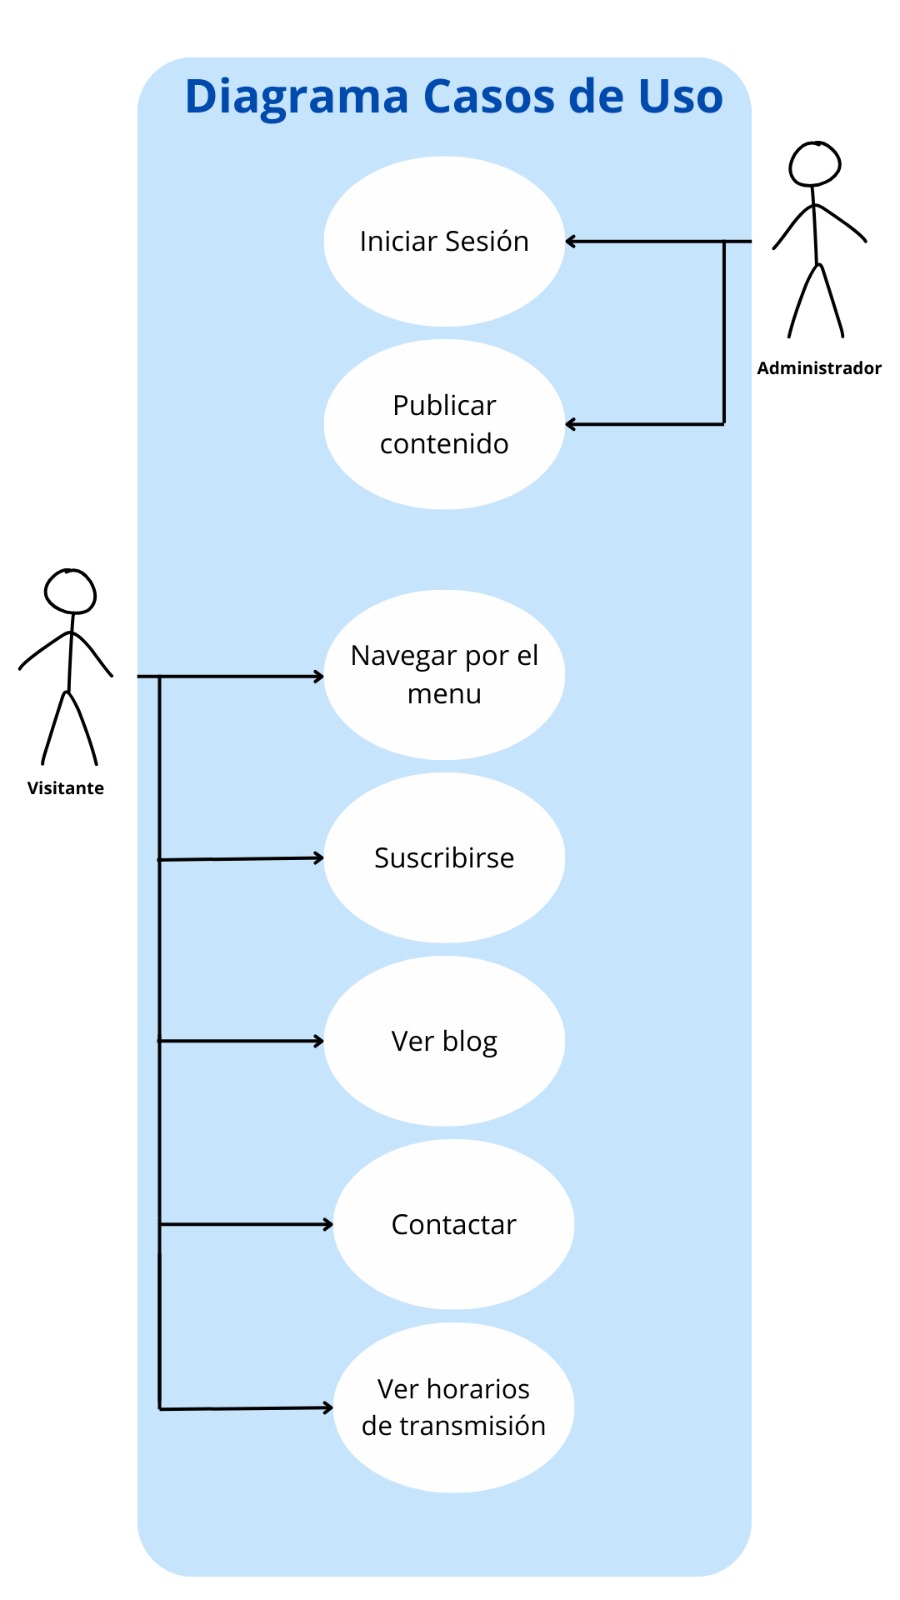 Diagrama Casos de Uso
Iniciar Sesión
Administrador
Publicar
contenido
Navegar por el
menu
Visitante
Suscribirse
Ver blog
Contactar
Ver horarios
de transmisión